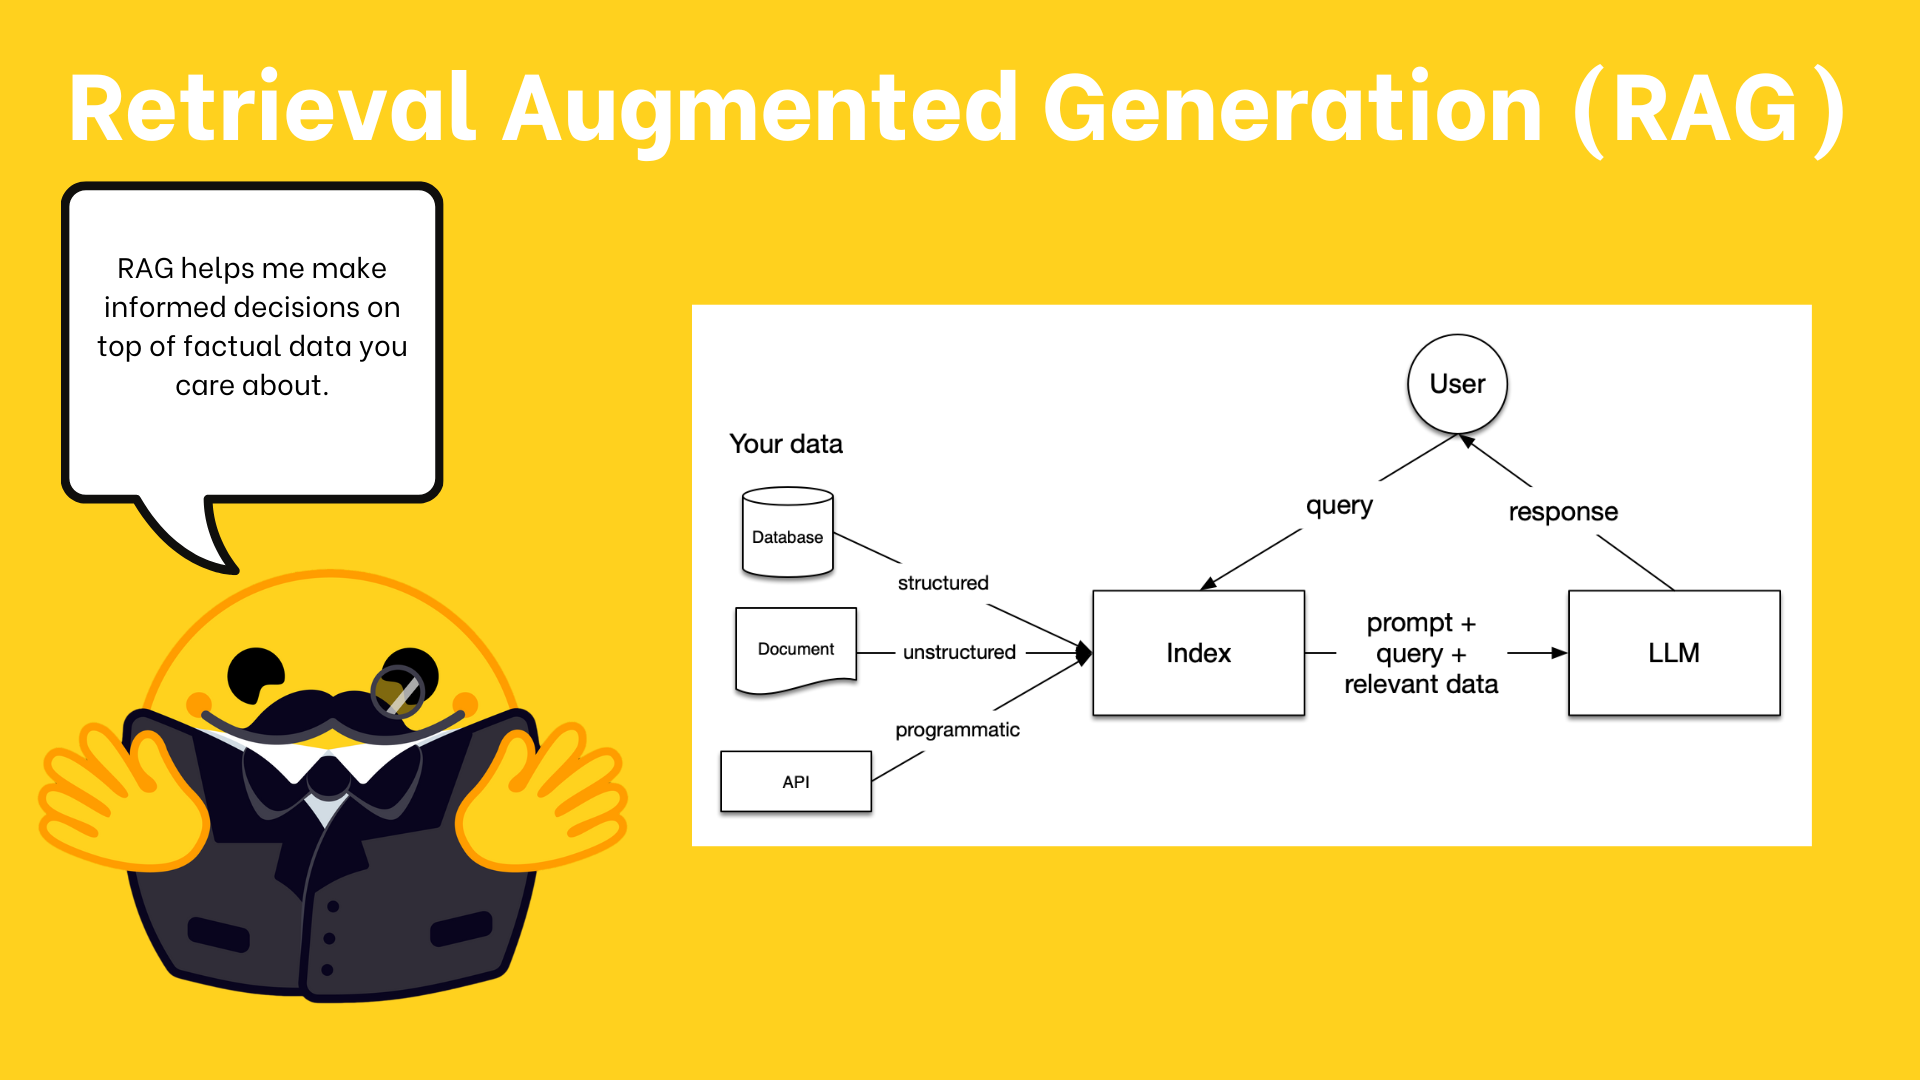 Retrieval Augmented Generation (RAG)
RAG helps me make
informed decisions on
top of factual data you
care about.
Your data
Database
Document
API
structured
unstructured
programmatic
User
query
response
Index
prompt +
query +
relevant data
LLM